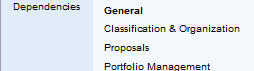 Dependencies
General
Classification & Organization
Proposals
Portfolio Management